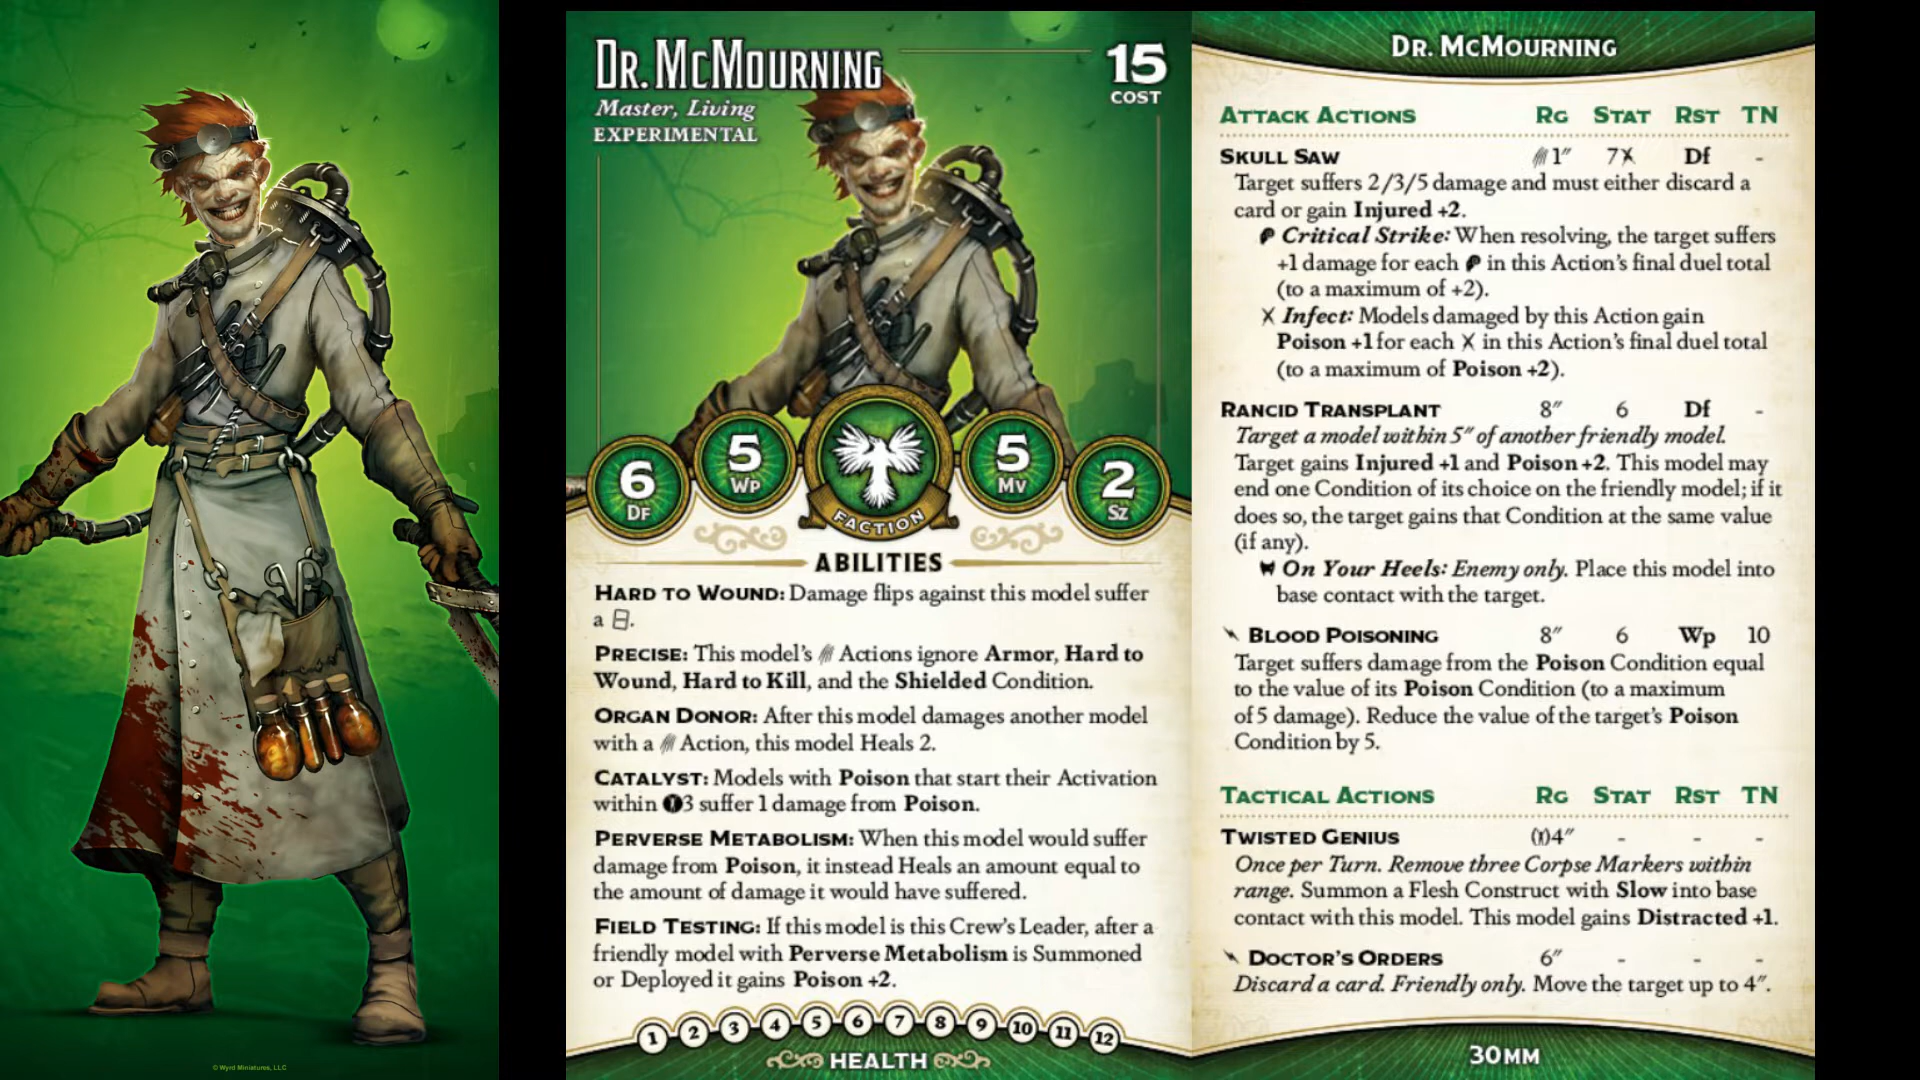 © Wyrd Miniatures, LLC
DR. MCMOURNING
Master, Living
EXPERIMENTAL
15
COST
6
DF
5
WP
FACTION
5
MV
2
SZ
ABILITIES
HARD TO WOUND: Damage flips against this model suffer
a .
PRECISE: This model's Actions ignore Armor, Hard to
Wound, Hard to Kill, and the Shielded Condition.
ORGAN DONOR: After this model damages another model
with a Action, this model Heals 2.
CATALYST: Models with Poison that start their Activation
within 3 suffer 1 damage from Poison.
PERVERSE METABOLISM: When this model would suffer
damage from Poison, it instead Heals an amount equal to
the amount of damage it would have suffered.
FIELD TESTING: If this model is this Crew's Leader, after a
friendly model with Perverse Metabolism is Summoned
or Deployed it gains Poison +2.
1 2 3 4 5 6 7 8 9 10 11 12
HEALTH
DR. MCMOURNING
ATTACK ACTIONS RG STAT RST TN
SKULL SAW 1" 7 Df -
Target suffers 2/3/5 damage and must either discard a
card or gain Injured +2.
Critical Strike: When resolving, the target suffers
+1 damage for each in this Action's final duel total
(to a maximum of +2).
Infect: Models damaged by this Action gain
Poison +1 for each in this Action's final duel total
(to a maximum of Poison +2).
RANCID TRANSPLANT 8" 6 Df -
Target a model within 5" of another friendly model.
Target gains Injured +1 and Poison +2. This model may
end one Condition of its choice on the friendly model; if it
does so, the target gains that Condition at the same value
(if any).
On Your Heels: Enemy only. Place this model into
base contact with the target.
BLOOD POISONING 8" 6 Wp 10
Target suffers damage from the Poison Condition equal
to the value of its Poison Condition (to a maximum
of 5 damage). Reduce the value of the target's Poison
Condition by 5.
TACTICAL ACTIONS RG STAT RST TN
TWISTED GENIUS 4" - - -
Once per Turn. Remove three Corpse Markers within
range. Summon a Flesh Construct with Slow into base
contact with this model. This model gains Distracted +1.
DOCTOR'S ORDERS 6" - - -
Discard a card. Friendly only. Move the target up to 4".
30MM